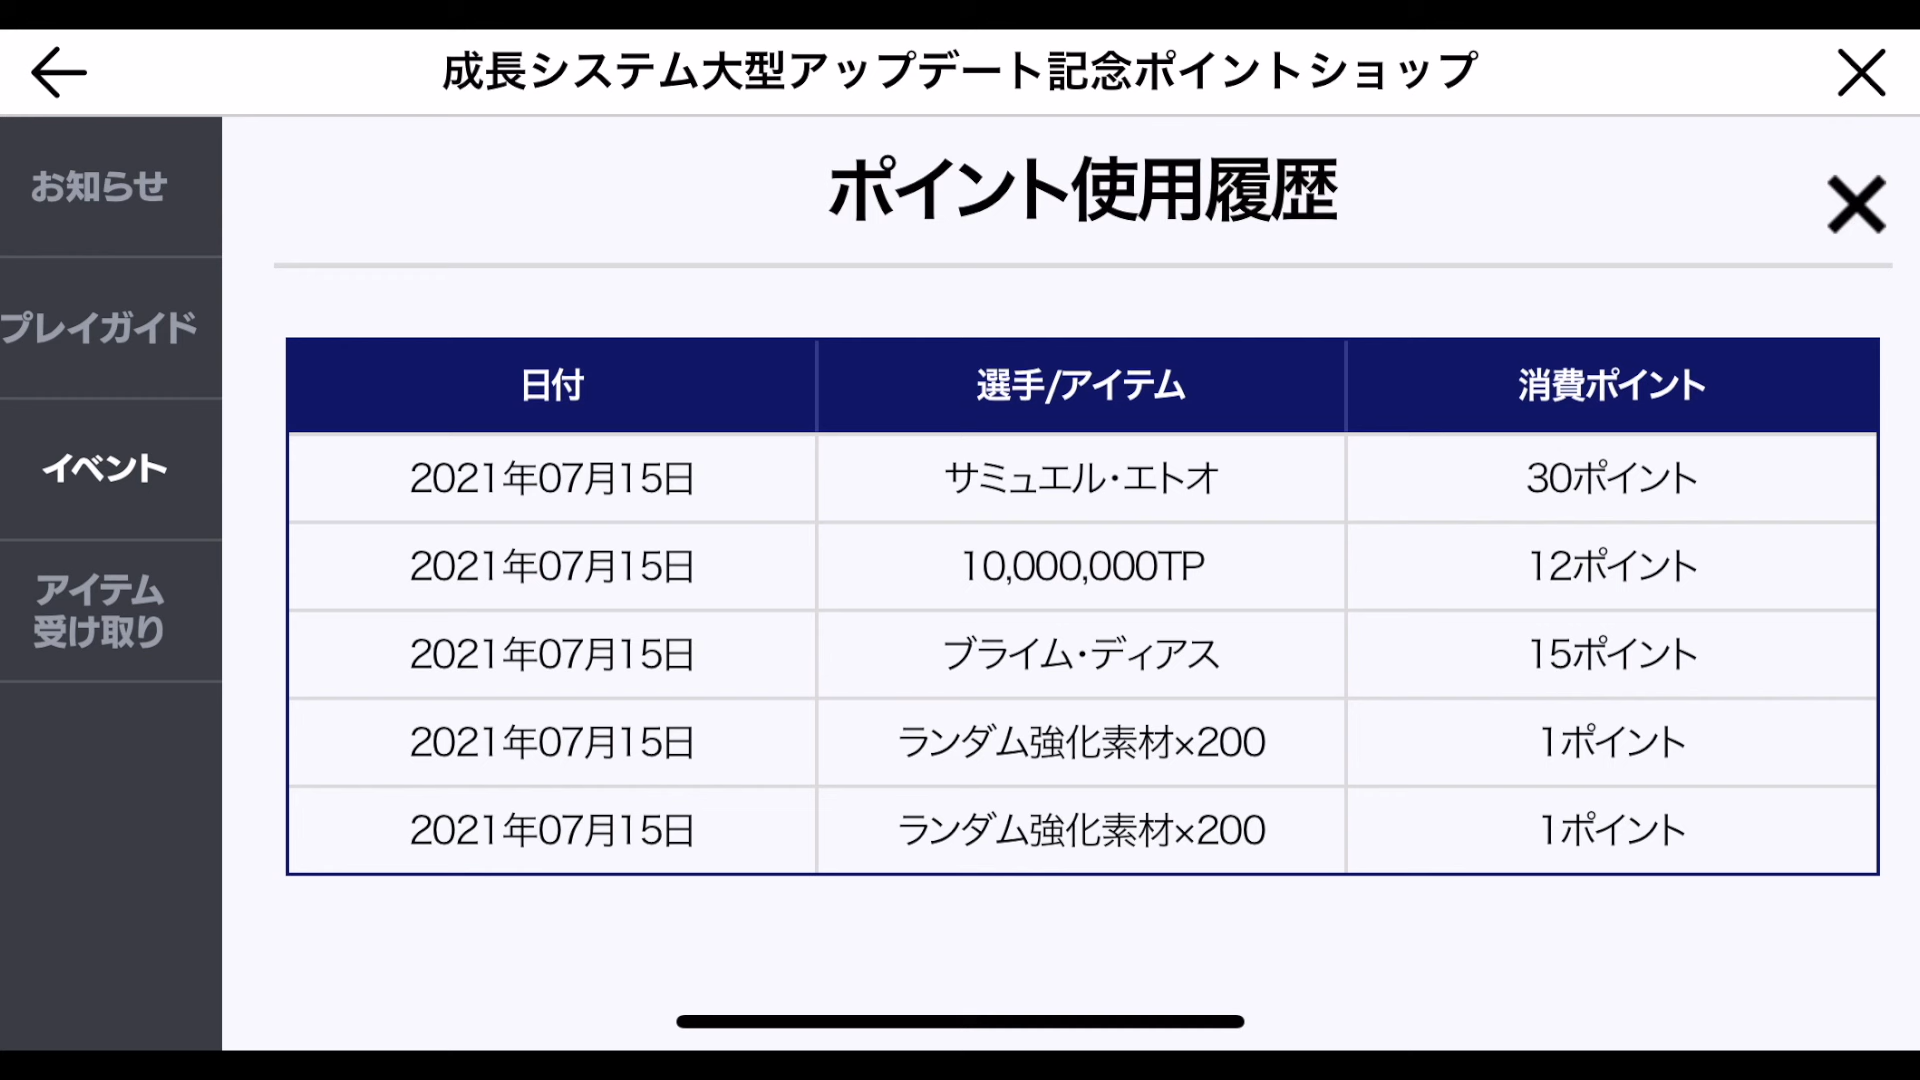 成長システム大型アップデート記念ポイントショップ
お知らせ
プレイガイド
イベント
アイテム
受け取り
ポイント使用履歴
日付 選手/アイテム 消費ポイント
2021年07月15日 サミュエル・エトオ 30ポイント
2021年07月15日 10,000,000TP 12ポイント
2021年07月15日 ブライム・ディアス 15ポイント
2021年07月15日 ランダム強化素材×200 1ポイント
2021年07月15日 ランダム強化素材×200 1ポイント